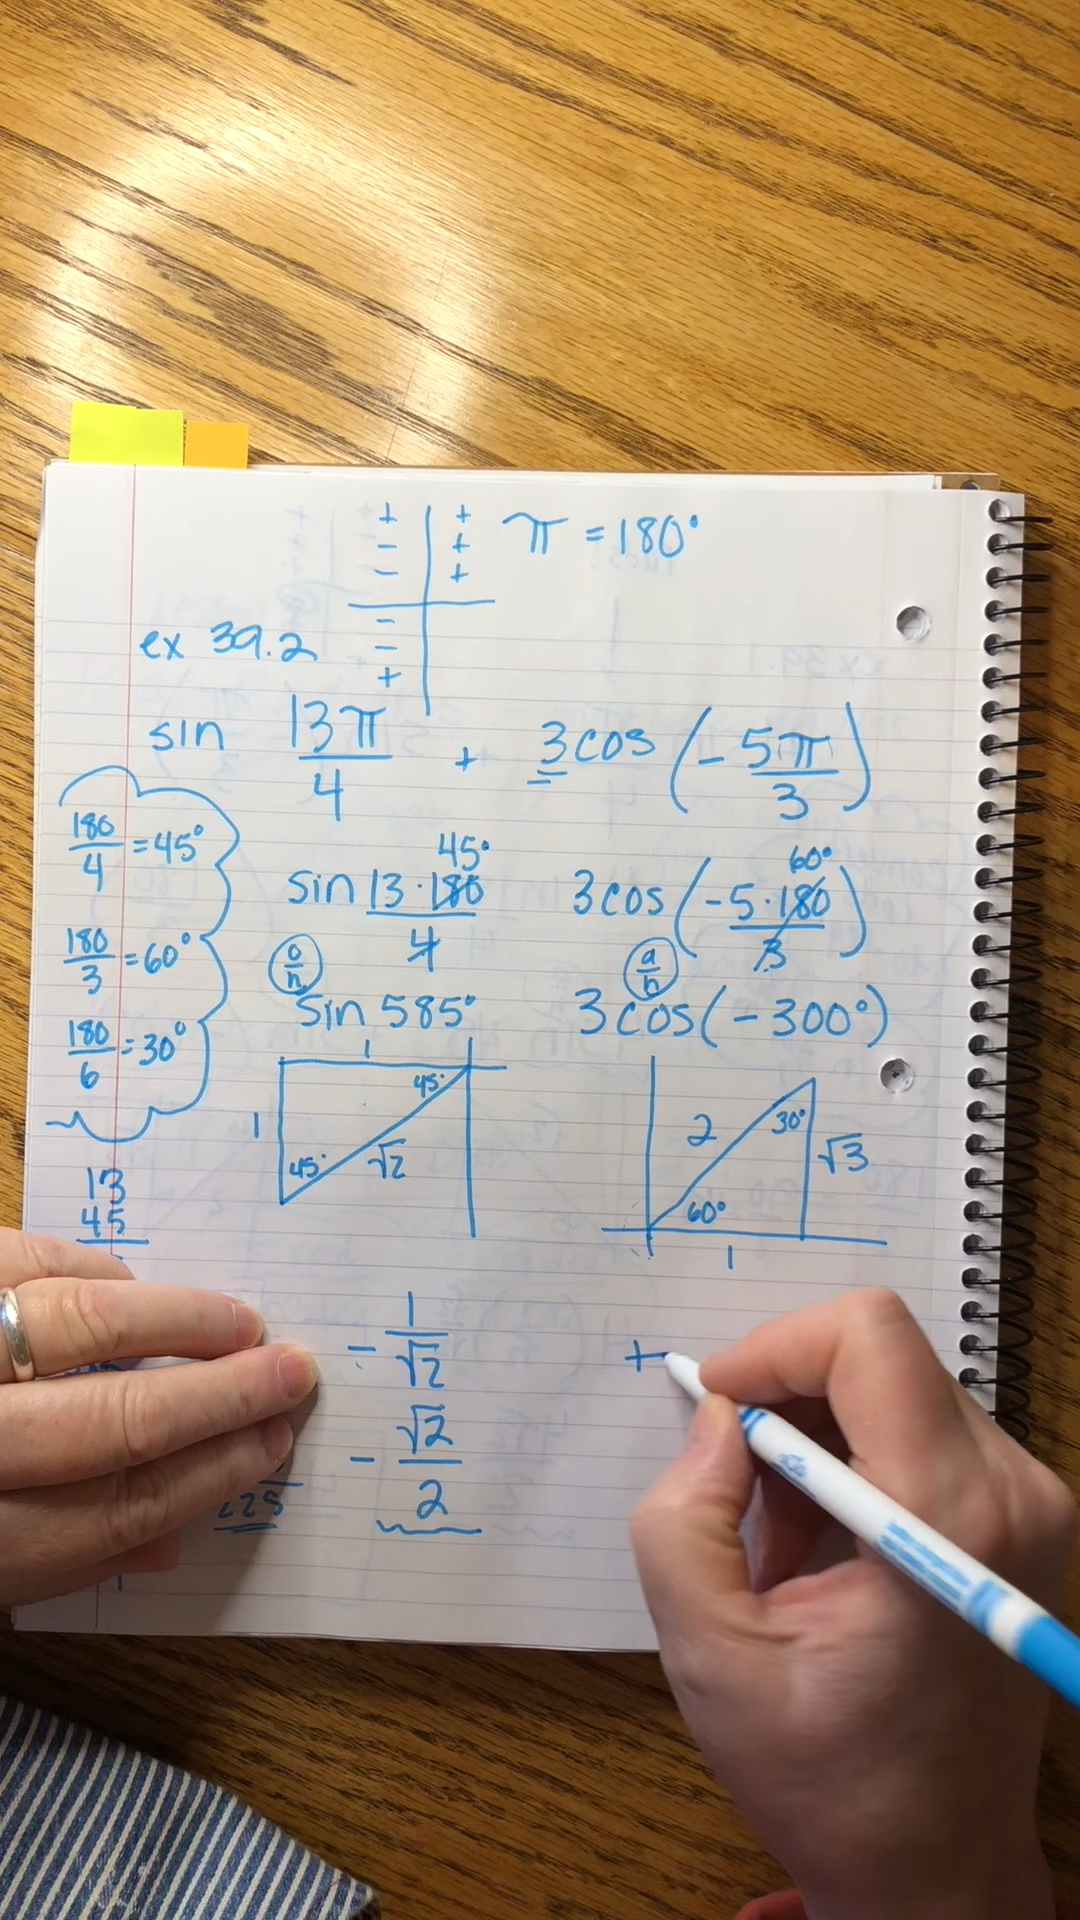 + | +
− | + π = 180°
− | +
−
ex 39.2 −
+
sin 13π/4 + 3cos(−5π/3)
180/4 = 45°
45°
60°
sin 13·180/4
3cos(−5·180/3)
180/3 = 60°
o/h
a/h
sin 585°
3cos(−300°)
180/6 = 30°
1
45°
1
45°
√2
2
30°
√3
60°
1
13
45
− 1/√2
+
− √2/2
225